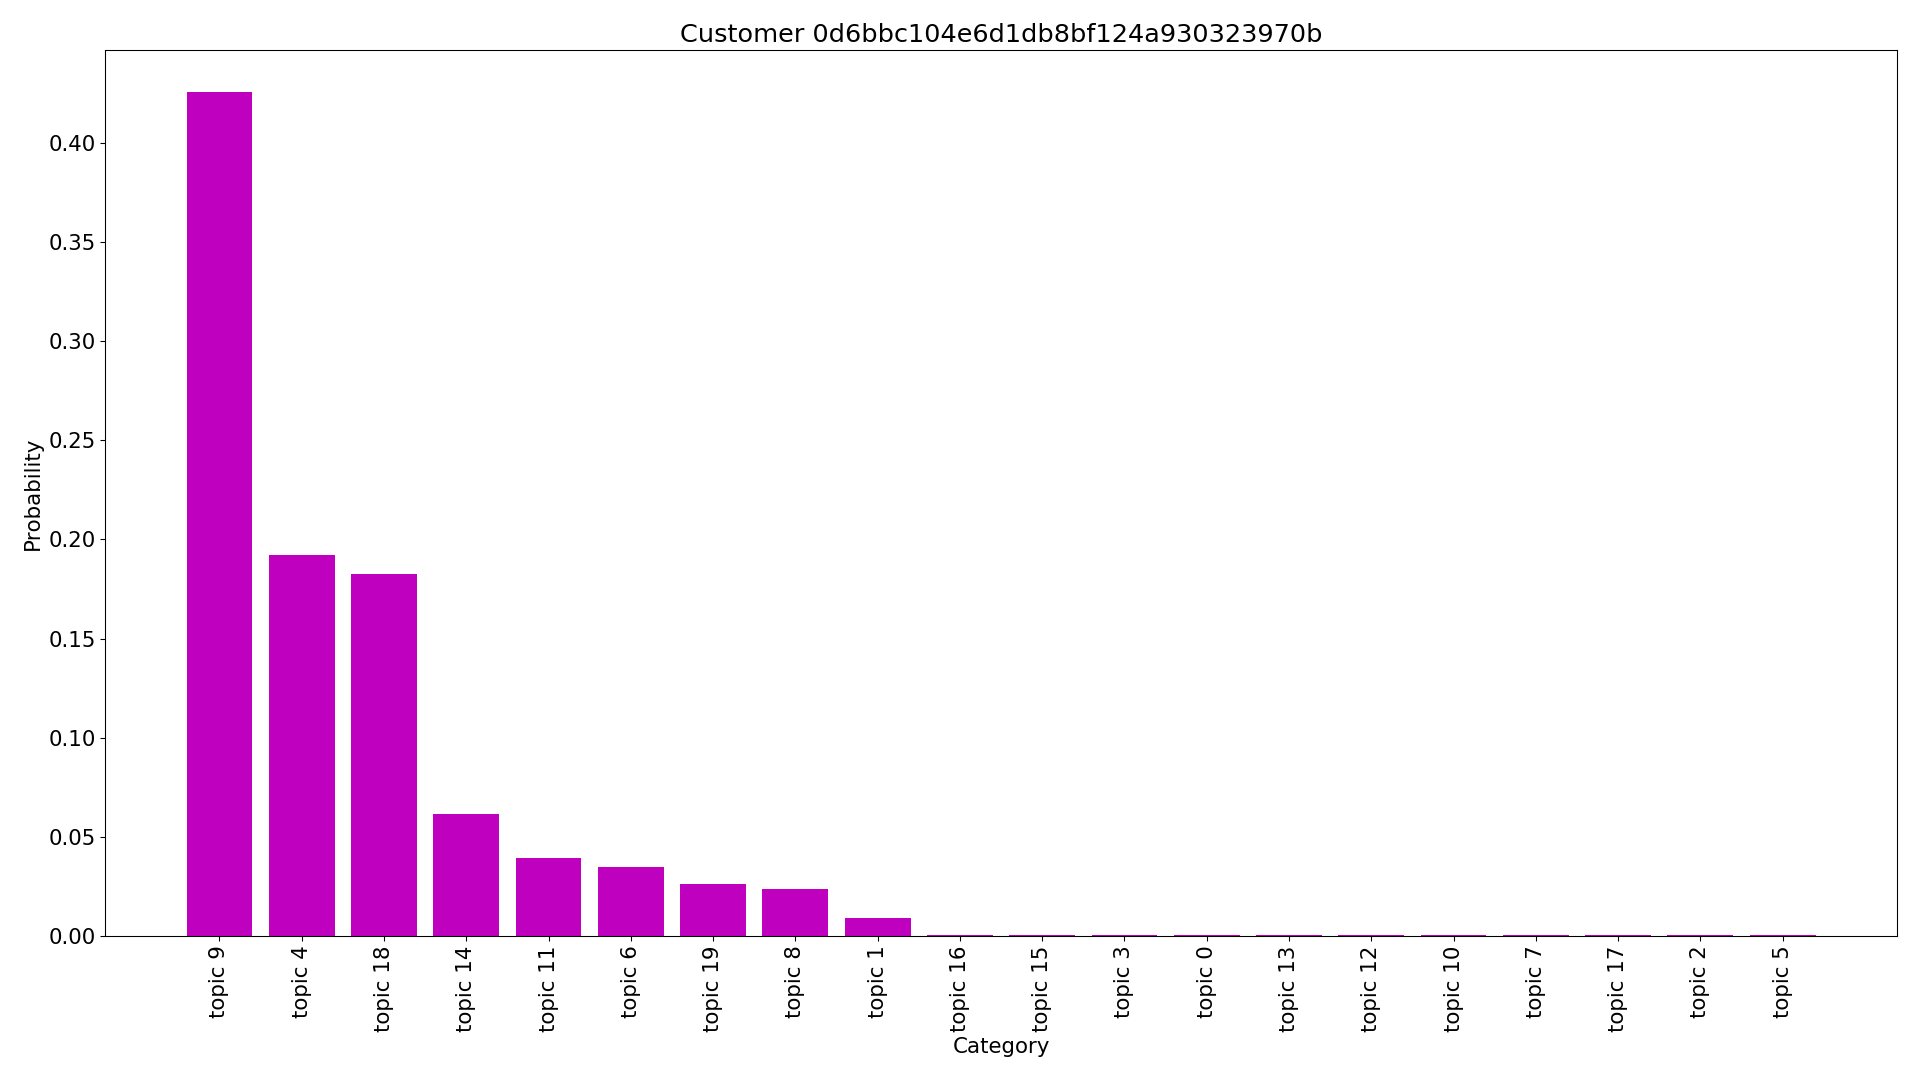 Customer 0d6bbc104e6d1db8bf124a930323970b
Probability
0.40
0.35
0.30
0.25
0.20
0.15
0.10
0.05
0.00
topic 9
topic 4
topic 18
topic 14
topic 11
topic 6
topic 19
topic 8
topic 1
topic 16
topic 15
topic 3
topic 0
topic 13
topic 12
topic 10
topic 7
topic 17
topic 2
topic 5
Category